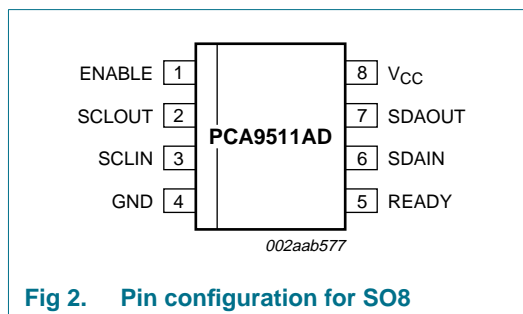 ENABLE 1 8 VCC
SCLOUT 2 7 SDAOUT
PCA9511AD
SCLIN 3 6 SDAIN
GND 4 5 READY
002aab577
Fig 2. Pin configuration for SO8